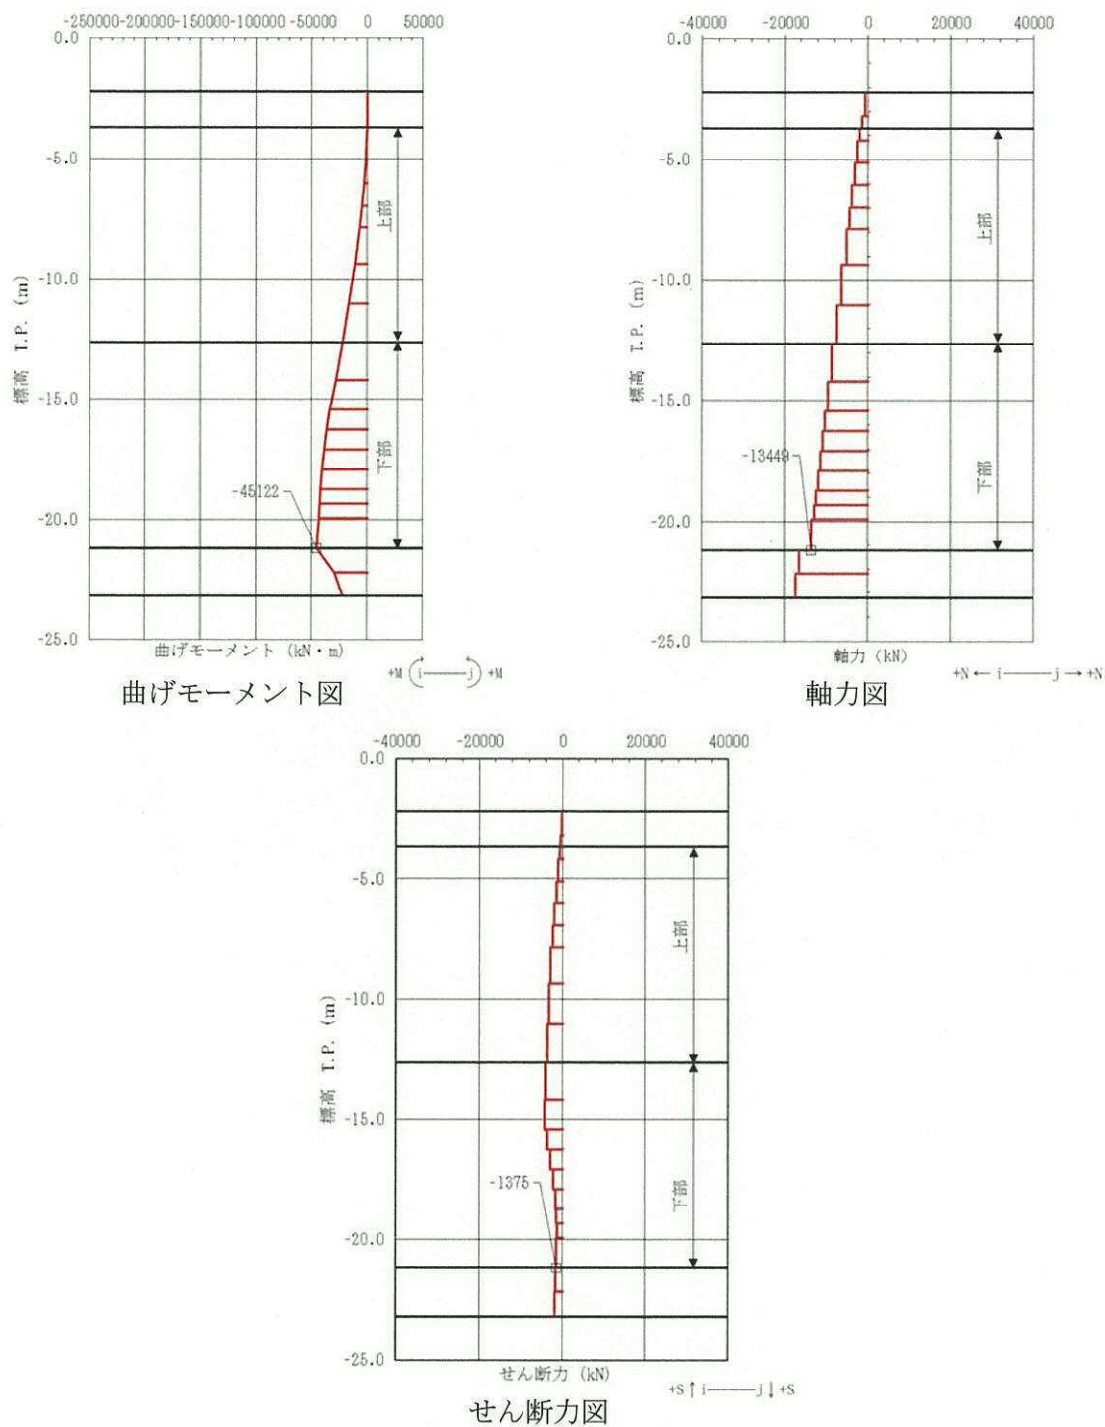 -250000 -200000 -150000 -100000 -50000 0 50000
0.0
-5.0
-10.0
-15.0
-20.0
-25.0
標高 T.P. (m)
上部
下部
-45122
曲げモーメント (kN・m)
+M i j +M
曲げモーメント図
-40000 -20000 0 20000 40000
0.0
-5.0
-10.0
-15.0
-20.0
-25.0
標高 T.P. (m)
上部
下部
-13449
軸力 (kN)
+N ← i j → +N
軸力図
-40000 -20000 0 20000 40000
0.0
-5.0
-10.0
-15.0
-20.0
-25.0
標高 T.P. (m)
上部
下部
-1375
せん断力 (kN)
+S ↑ i j ↓ +S
せん断力図